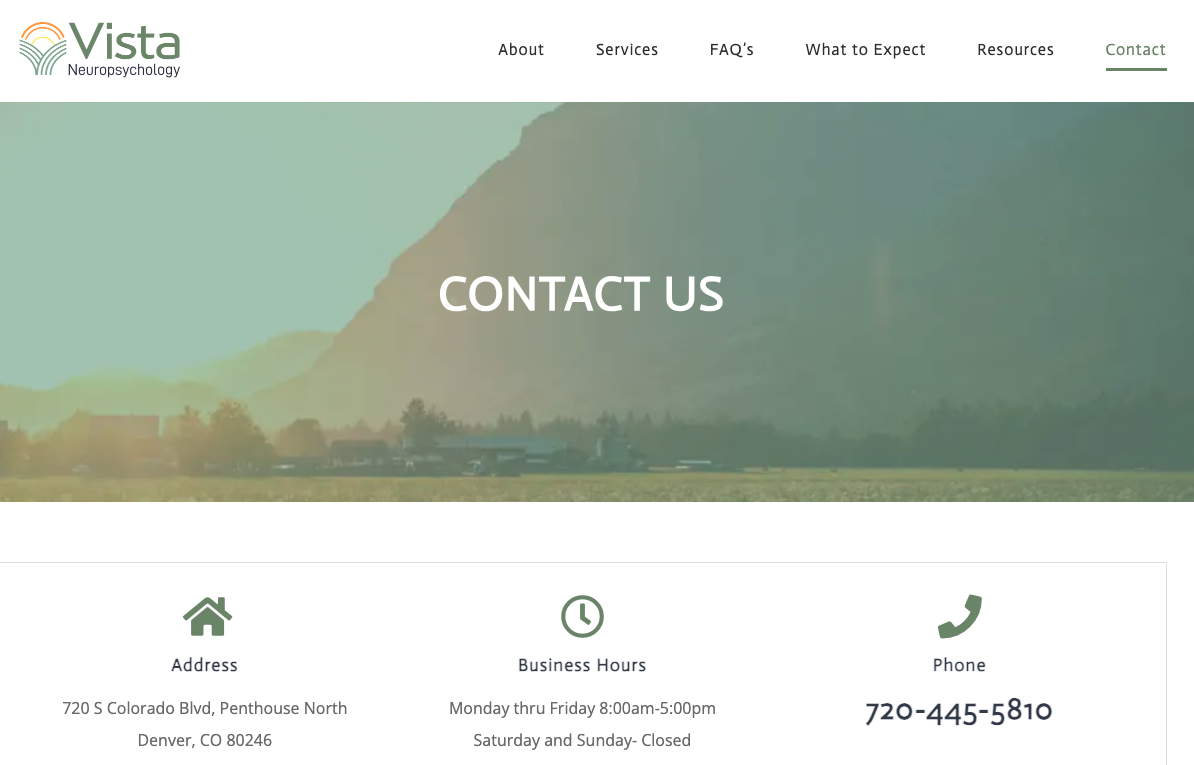 Vista
Neuropsychology
About Services FAQ's What to Expect Resources Contact
CONTACT US
Address
720 S Colorado Blvd, Penthouse North
Denver, CO 80246
Business Hours
Monday thru Friday 8:00am-5:00pm
Saturday and Sunday- Closed
Phone
720-445-5810